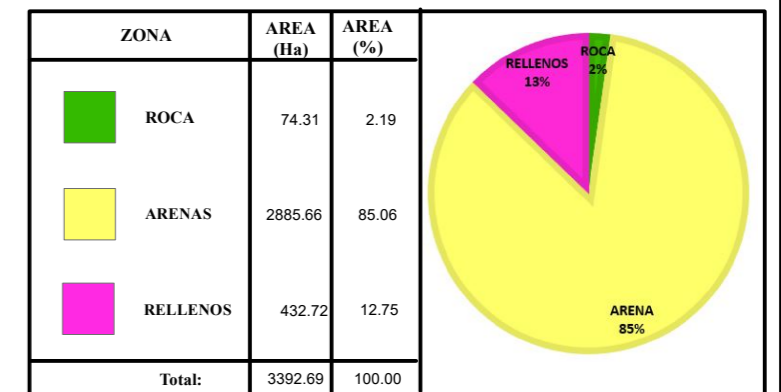 ZONA AREA (Ha) AREA (%)
ROCA 74.31 2.19
ARENAS 2885.66 85.06
RELLENOS 432.72 12.75
Total: 3392.69 100.00
ROCA
2%
RELLENOS
13%
ARENA
85%